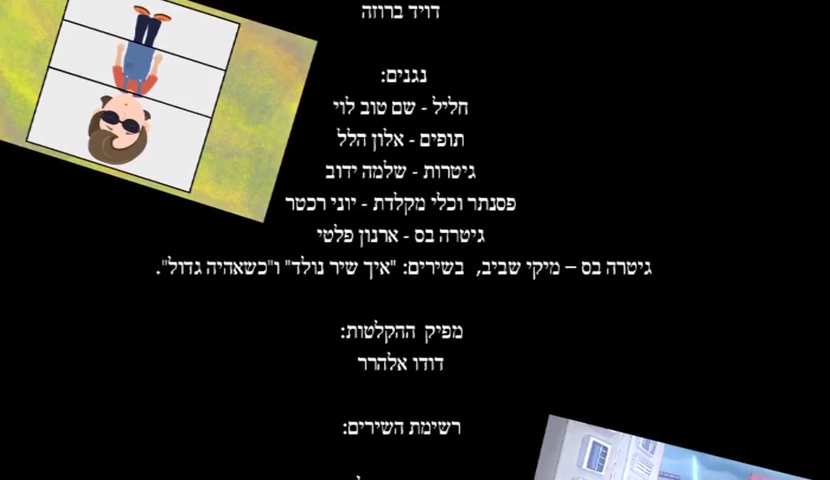 דויד ברוזה
נגנים:
חליל - שם טוב לוי
תופים - אלון הלל
גיטרות - שלמה ידוב
פסנתר וכלי מקלדת - יוני רכטר
גיטרה בס - ארנון פלטי
גיטרה בס – מיקי שביב, בשירים: "איך שיר נולד" ו"כשאהיה גדול".
מפיק ההקלטות:
דודו אלהרר
רשימת השירים: